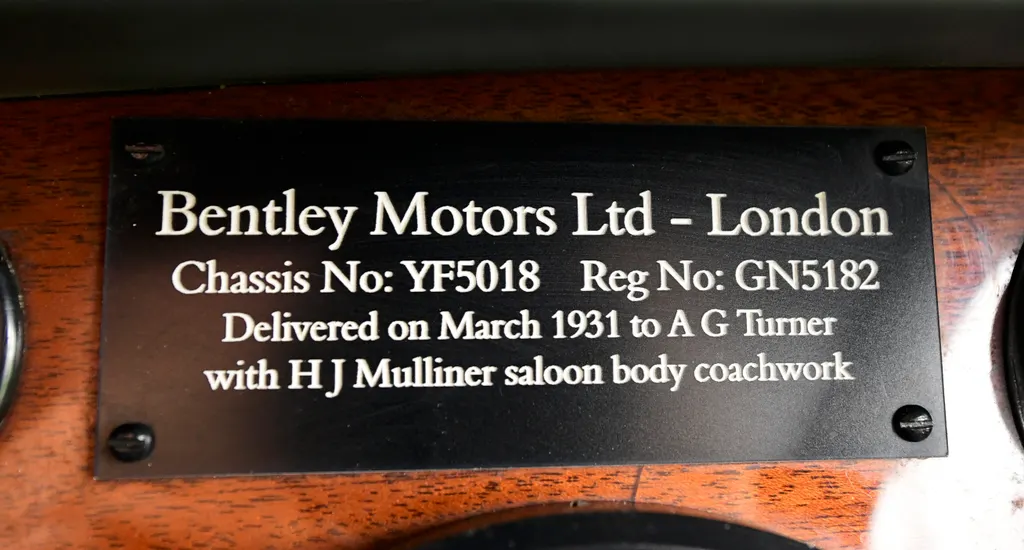 Bentley Motors Ltd - London
Chassis No: YF5018 Reg No: GN5182
Delivered on March 1931 to A G Turner
with H J Mulliner saloon body coachwork